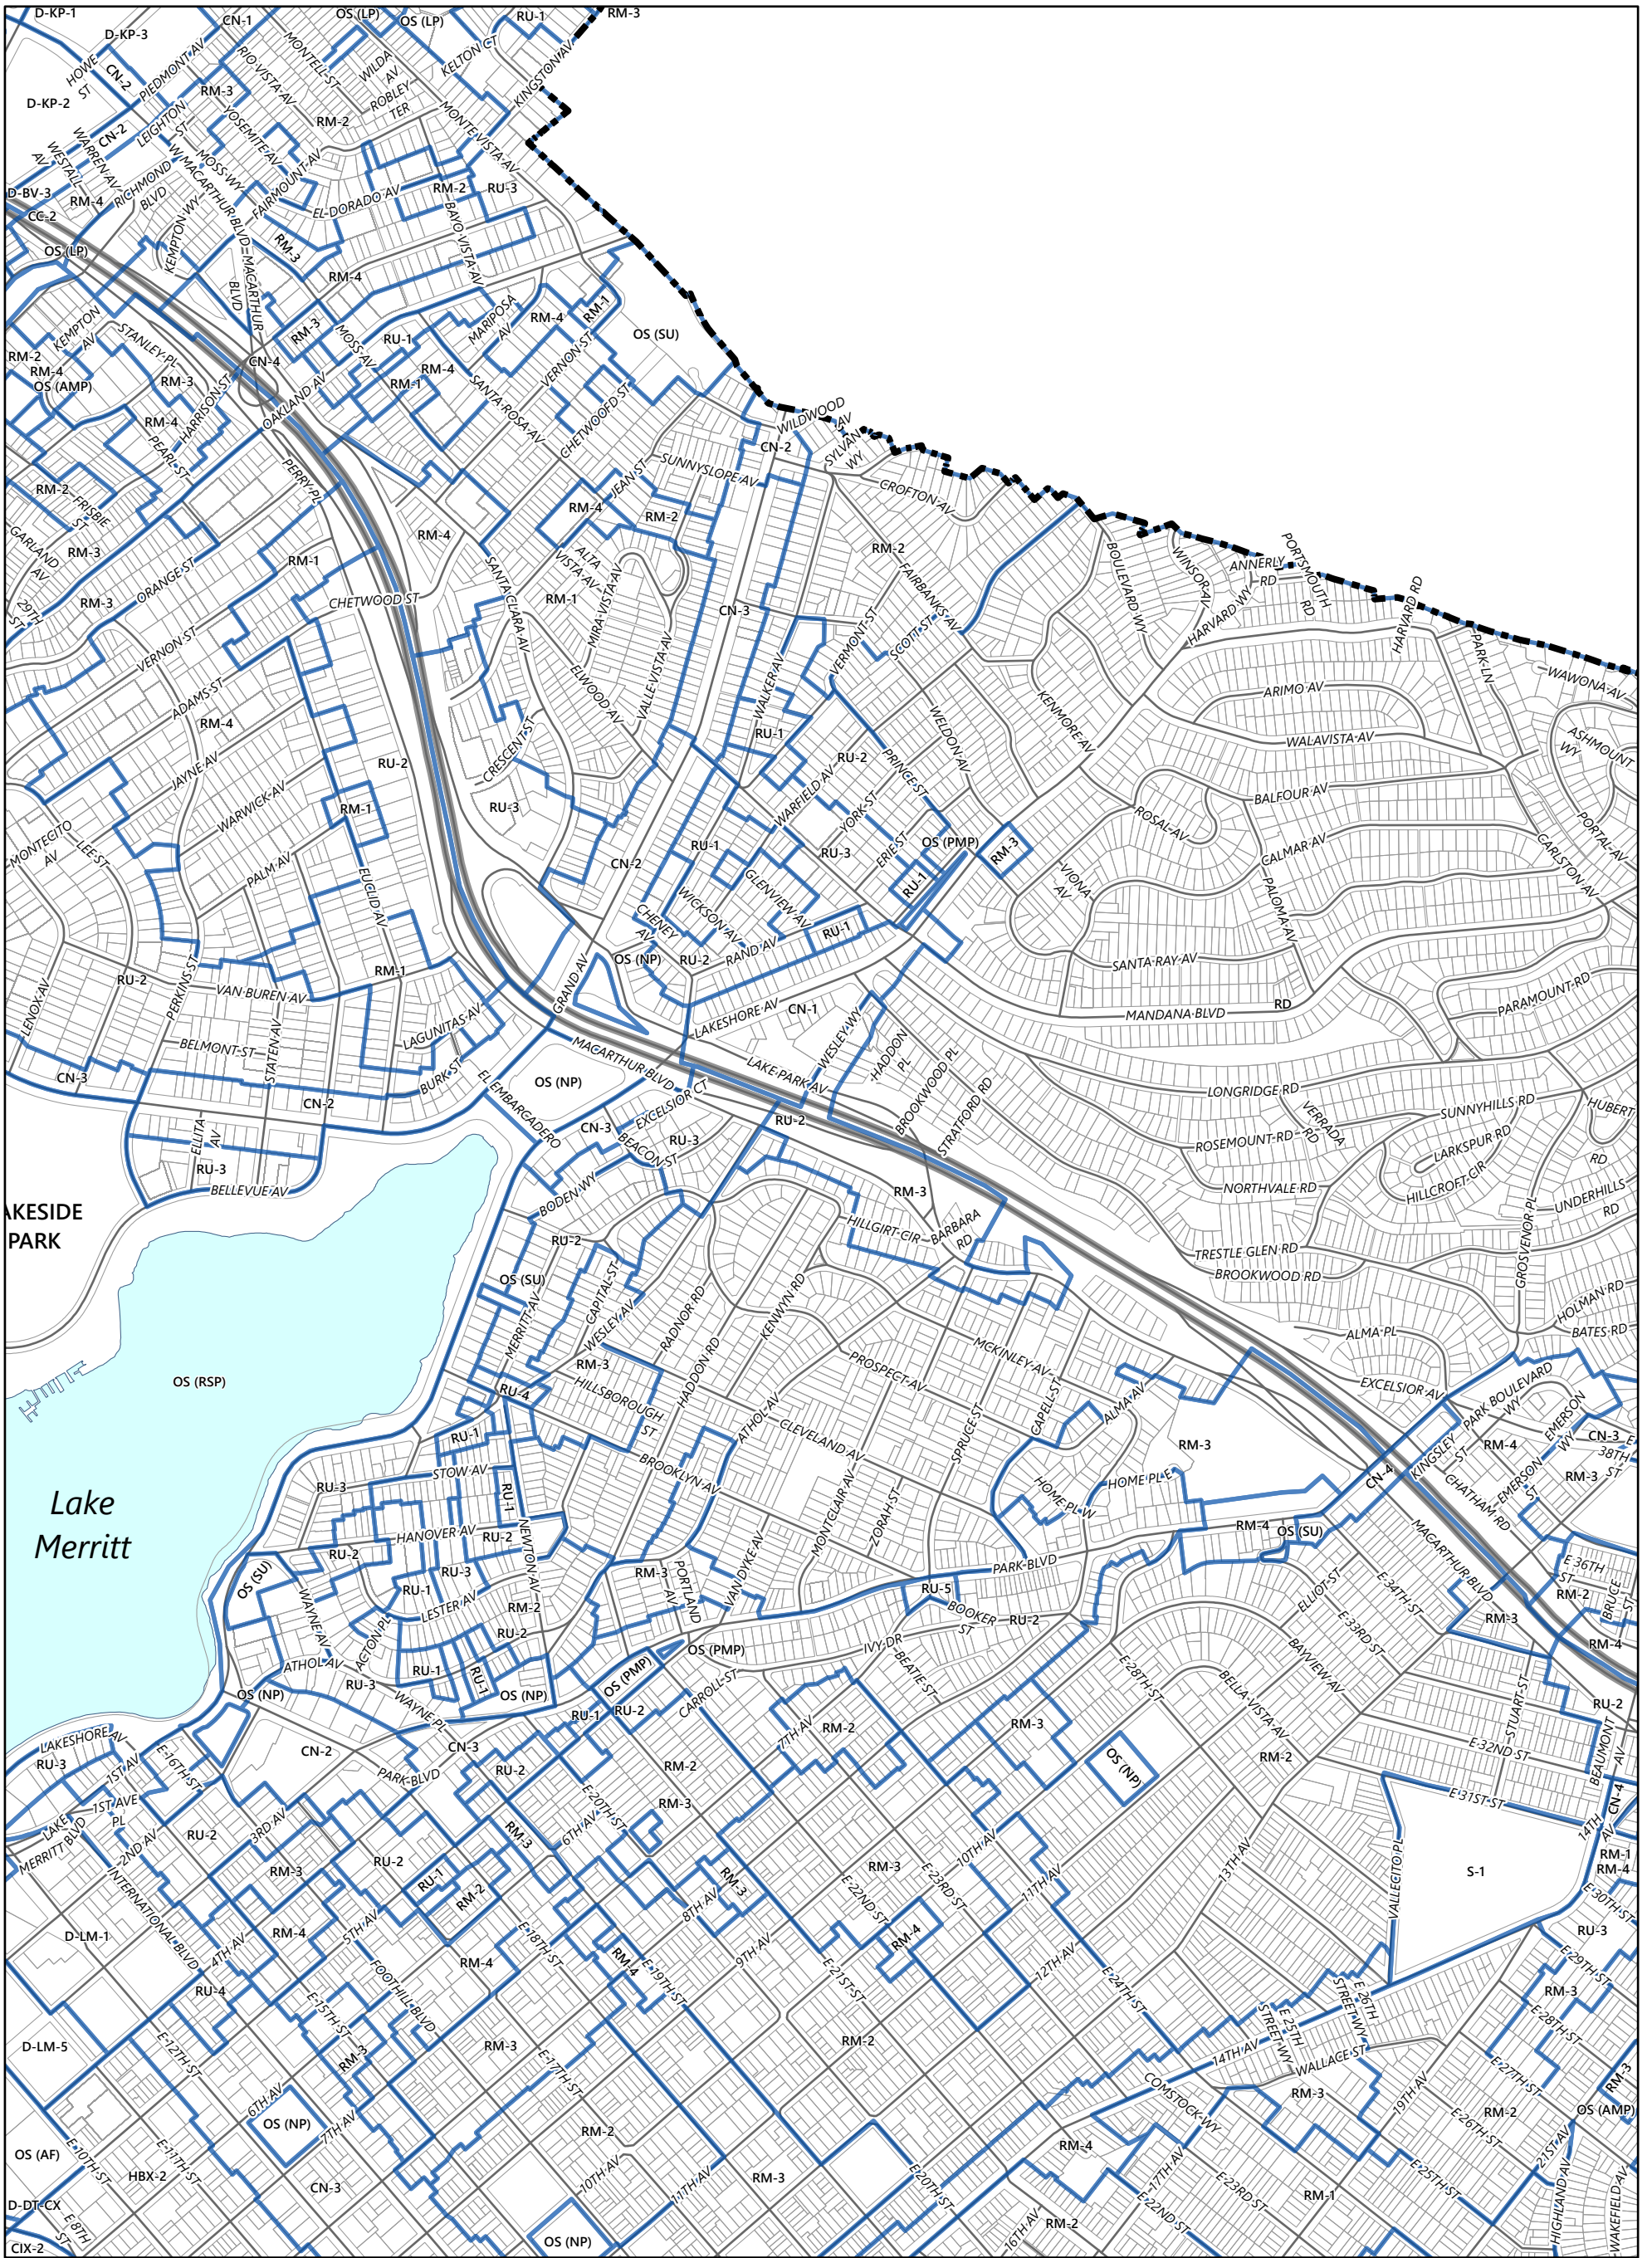 D-KP-1
D-KP-3
CN-1
OS (LP)
OS (LP)
RU-1
RM-3
HOWE
ST
CN-2
PIEDMONT AV
RIO VISTA AV
MONTELL ST
WILDA
AV
KELTON CT
KINGSTON AV
D-KP-2
RM-3
ROBLEY
TER
RM-2
MONTE VISTA AV
CN-2
LEIGHTON
ST
YOSEMITE AV
WARREN AV
WESTALL
AV
W MACARTHUR BLVD
MOSS WY
FAIRMOUNT AV
RICHMOND
BLVD
D-BV-3
RM-4
EL DORADO AV
RM-2
RU-3
CC-2
KEMPTON WY
BAYO VISTA AV
OS (LP)
RM-3
RM-4
MACARTHUR
BLVD
KEMPTON
AV
STANLEY PL
RM-3
MOSS AV
RU-1
MARIPOSA
AV
RM-4
RM-1
OS (SU)
RM-2
RM-4
OS (AMP)
RM-3
CN-4
RM-4
RM-1
VERNON ST
HARRISON ST
OAKLAND AV
SANTA ROSA AV
CHETWOOFD ST
WILDWOOD
AV
RM-4
PEARL ST
CN-2
SYLVAN
WY
PERRY PL
SUNNYSLOPE AV
JEAN ST
CROFTON AV
RM-2
FRISBIE
ST
RM-4
RM-2
GARLAND
AV
RM-3
RM-4
RM-2
BOULEVARD WY
WINSOR AV
ANNERLY
RD
PORTSMOUTH
RD
RM-1
ORANGE ST
SANTA CLARA AV
ALTA
VISTA AV
MIRA VISTA AV
FAIRBANKS AV
HARVARD WY
HARVARD RD
RM-3
29TH
ST
CHETWOOD ST
RM-1
CN-3
VERMONT ST
SCOTT ST
PARK LN
VERNON ST
VALLE VISTA AV
ELWOOD AV
WALKER AV
WAWONA AV
ADAMS ST
KENMORE AV
ARIMO AV
RM-4
CRESCENT ST
RU-1
WELDON AV
WALAVISTA AV
ASHMOUNT
WY
JAYNE AV
RU-2
RU-2
PRINCE ST
BALFOUR AV
RU-3
RM-1
WARFIELD AV
YORK ST
ROSAL AV
PORTAL AV
WARWICK AV
MONTECITO
AV
LEE ST
CN-2
RU-1
RU-3
ERIE ST
OS (PMP)
RM-3
CALMAR AV
CARLSTON AV
PALM AV
EUCLID AV
GLENVIEW AV
RU-1
VIONA
AV
PALOMA AV
WICKSON AV
CHENEY
AV
RU-1
RAND AV
OS (NP)
RU-2
SANTA RAY AV
RU-2
RM-1
PERKINS ST
VAN BUREN AV
GRAND AV
CN-1
RD
PARAMOUNT RD
LENOX AV
LAKESHORE AV
MANDANA BLVD
BELMONT ST
STATEN AV
LAGUNITAS AV
WESLEY WY
HADDON
PL
BURK ST
MACARTHUR BLVD
LAKE PARK AV
BROOKWOOD PL
STRATFORD RD
CN-3
CN-2
EL EMBARCADERO
OS (NP)
EXCELSIOR CT
LONGRIDGE RD
SUNNYHILLS RD
HUBERT
RD
VERRADA
RD
ELLITA
AV
CN-3
BEACON ST
RU-3
RU-2
ROSEMOUNT RD
LARKSPUR RD
RU-3
BELLEVUE AV
BODEN WY
RM-3
NORTHVALE RD
HILLCROFT CIR
UNDERHILLS
RD
AKESIDE
PARK
HILLGIRT CIR
BARBARA
RD
RU-2
TRESTLE GLEN RD
BROOKWOOD RD
GROSVENOR PL
OS (SU)
CAPITAL ST
MERRITT AV
WESLEY AV
RADNOR RD
KENWYN RD
HADDON RD
HOLMAN RD
BATES RD
ALMA PL
MCKINLEY AV
RM-3
PROSPECT AV
OS (RSP)
RU-4
HILLSBOROUGH
ST
ATHOL AV
CAPELL ST
ALMA AV
EXCELSIOR AV
PARK BOULEVARD
WY
EMERSON
WY
CLEVELAND AV
SPRUCE ST
RU-1
RM-3
RM-4
CN-3
E
38TH
ST
KINGSLEY
ST
Lake
Merritt
STOW AV
RU-3
RU-1
BROOKLYN AV
MONTCLAIR AV
ZORAH ST
HOME PL W
HOME PL E
CN-4
CHATHAM RD
EMERSON
ST
RM-3
HANOVER AV
RU-2
NEWTON AV
RM-4
OS (SU)
MACARTHUR BLVD
RU-2
RU-3
RM-3
PORTLAND
AV
VAN DYKE AV
PARK BLVD
E 36TH
ST
OS (SU)
RU-1
LESTER AV
RM-2
RU-5
BOOKER
ST
RU-2
ELLIOT ST
E 34TH ST
RM-2
BRUCE
ST
WAYNE AV
ACTON PL
RU-2
OS (PMP)
IVY DR
E 33RD ST
RM-3
RM-4
ATHOL AV
RU-1
RU-1
OS (NP)
OS (PMP)
CARROLL ST
BEATIE ST
E 28TH ST
BAYVIEW AV
BELLA VISTA AV
RU-3
OS (NP)
WAYNE PL
RU-1
RU-2
7TH AV
RM-2
RM-3
STUART ST
RU-2
LAKESHORE AV
RU-3
1ST AV
E 16TH ST
CN-2
CN-3
RM-2
OS (NP)
RM-2
E 32ND ST
BEAUMONT
AV
PARK BLVD
RU-2
1ST AVE
PL
LAKE
MERRITT BLVD
E 20TH ST
RM-3
E 31ST ST
CN-4
2ND AV
RU-2
3RD AV
RM-3
6TH AV
14TH
AV
RM-3
RU-2
RU-1
RM-2
RM-3
8TH AV
RM-3
E 22ND ST
E 23RD ST
10TH AV
11TH AV
13TH AV
VALLECITO PL
S-1
RM-1
RM-4
E 30TH ST
INTERNATIONAL BLVD
D-LM-1
RM-4
4TH AV
5TH AV
E 18TH ST
RM-4
RM-4
9TH AV
RM-4
12TH AV
RU-3
FOOTHILL BLVD
E 19TH ST
E 21ST ST
E 24TH ST
E 29TH ST
RU-4
E 15TH ST
RM-3
E 26TH
STREET WY
E 25TH
STREET WY
E 28TH ST
D-LM-5
E 12TH ST
RM-3
RM-3
E 17TH ST
RM-2
14TH AV
WALLACE ST
E 27TH ST
RM-3
COMSTOCK WY
RM-3
19TH AV
OS (AMP)
6TH AV
OS (NP)
7TH AV
RM-2
RM-2
E 26TH ST
OS (AF)
E 10TH ST
E 11TH ST
HBX-2
CN-3
10TH AV
11TH AV
RM-3
RM-4
17TH AV
E 20TH ST
E 22ND ST
E 23RD ST
RM-1
E 25TH ST
21ST AV
HIGHLAND AV
WAKEFIELD AV
D-DT-CX
E 8TH
ST
CIX-2
OS (NP)
16TH AV
RM-2